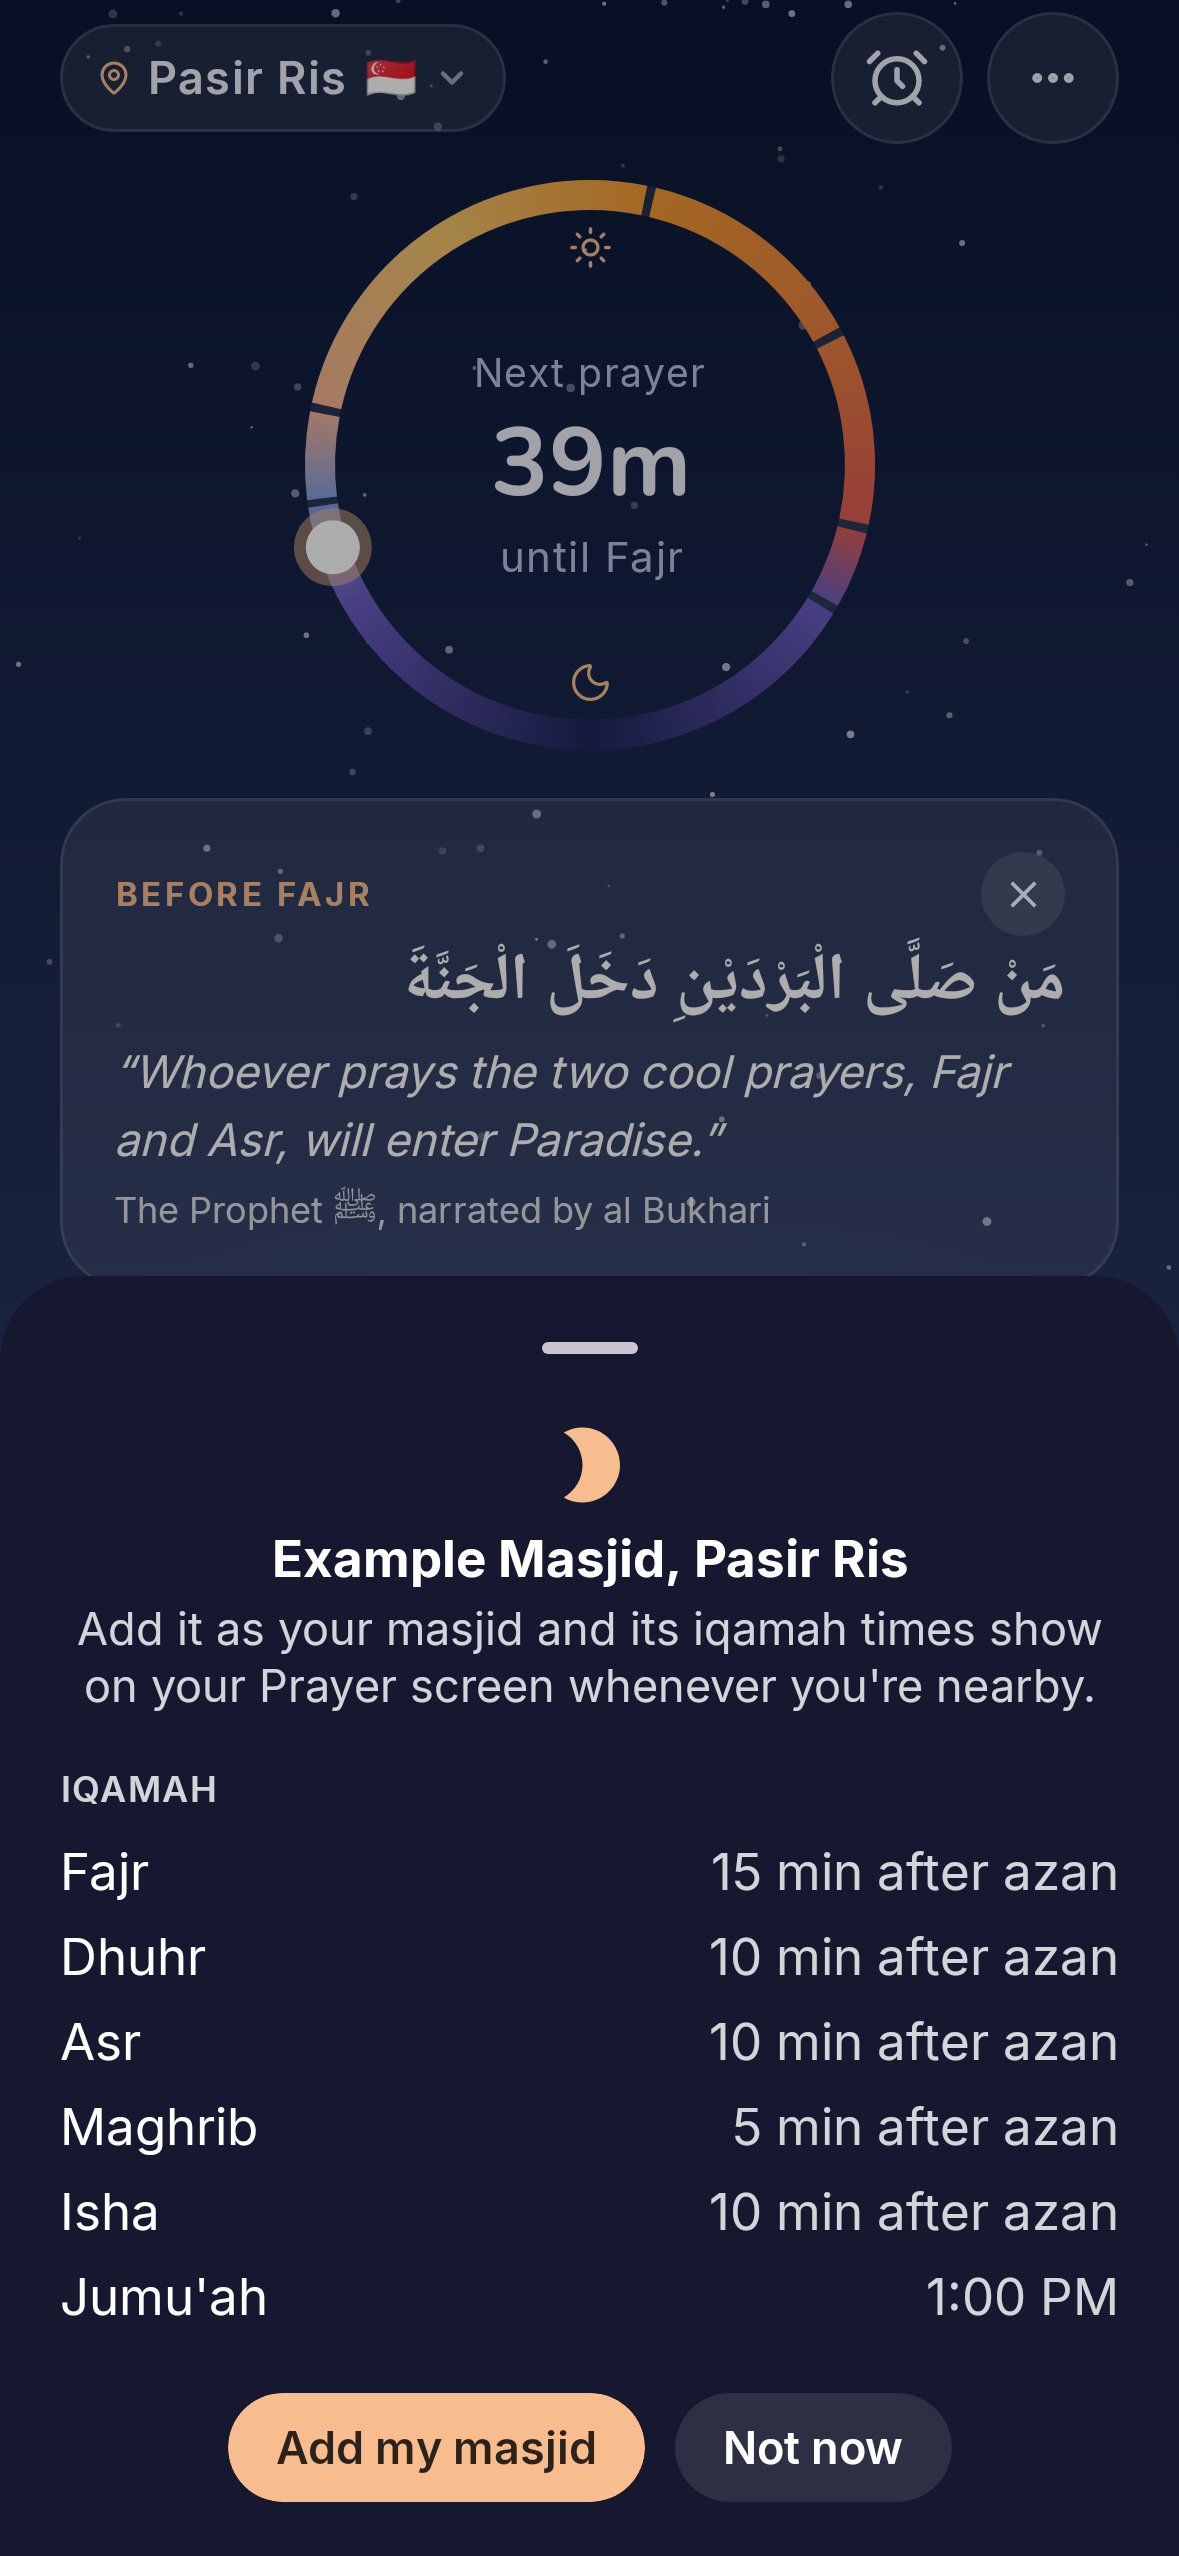 Pasir Ris 🇸🇬
Next prayer
39m
until Fajr
BEFORE FAJR
مَنْ صَلَّى الْبَرْدَيْنِ دَخَلَ الْجَنَّةَ
“Whoever prays the two cool prayers, Fajr
and Asr, will enter Paradise.”
The Prophet ﷺ, narrated by al Bukhari
Example Masjid, Pasir Ris
Add it as your masjid and its iqamah times show
on your Prayer screen whenever you're nearby.
IQAMAH
Fajr 15 min after azan
Dhuhr 10 min after azan
Asr 10 min after azan
Maghrib 5 min after azan
Isha 10 min after azan
Jumu'ah 1:00 PM
Add my masjid Not now